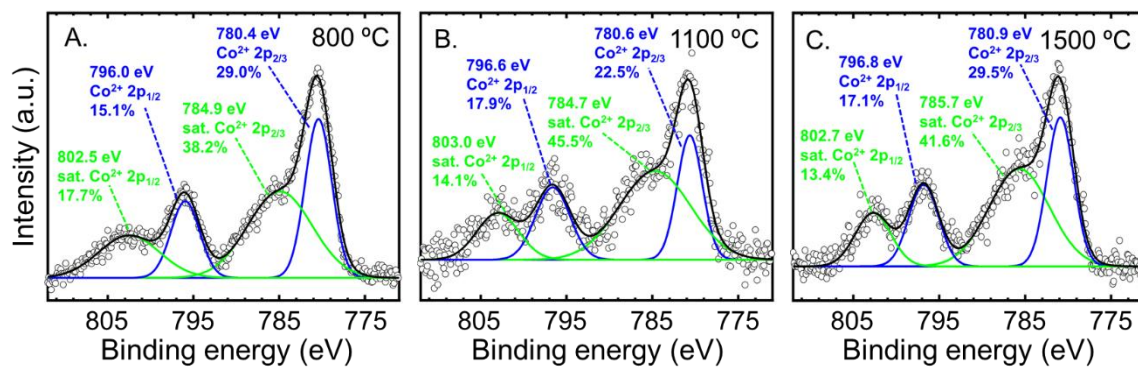 Intensity (a.u.)
A.
800 ºC
780.4 eV
Co²⁺ 2p₂/₃
29.0%
796.0 eV
Co²⁺ 2p₁/₂
15.1%
784.9 eV
sat. Co²⁺ 2p₂/₃
38.2%
802.5 eV
sat. Co²⁺ 2p₁/₂
17.7%
805 795 785 775
Binding energy (eV)
B.
1100 ºC
780.6 eV
Co²⁺ 2p₂/₃
22.5%
796.6 eV
Co²⁺ 2p₁/₂
17.9%
784.7 eV
sat. Co²⁺ 2p₂/₃
45.5%
803.0 eV
sat. Co²⁺ 2p₁/₂
14.1%
805 795 785 775
Binding energy (eV)
C.
1500 ºC
780.9 eV
Co²⁺ 2p₂/₃
29.5%
796.8 eV
Co²⁺ 2p₁/₂
17.1%
785.7 eV
sat. Co²⁺ 2p₂/₃
41.6%
802.7 eV
sat. Co²⁺ 2p₁/₂
13.4%
805 795 785 775
Binding energy (eV)